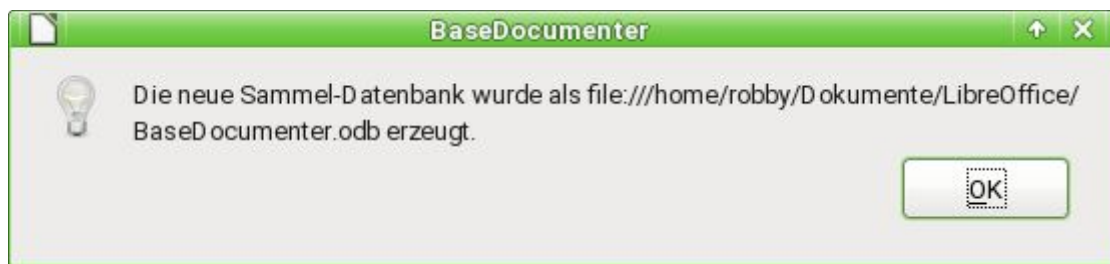 BaseDocumenter
Die neue Sammel-Datenbank wurde als file:///home/robby/Dokumente/LibreOffice/
BaseDocumenter.odb erzeugt.
OK